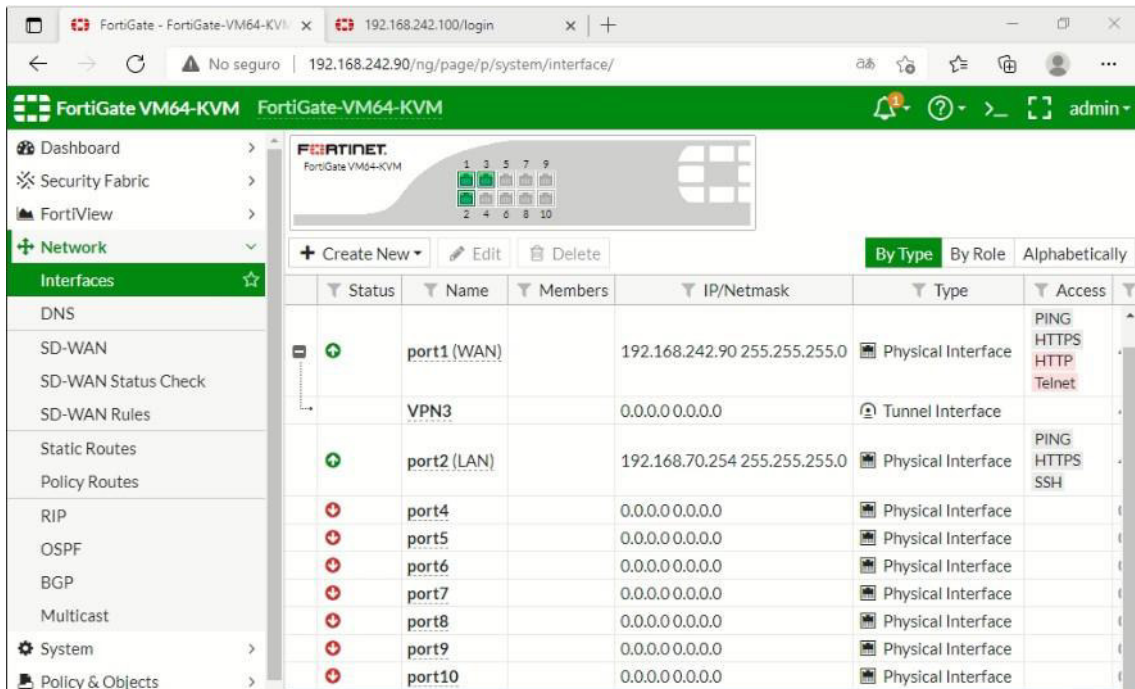 FortiGate - FortiGate-VM64-KVM
192.168.242.100/login
No seguro | 192.168.242.90/ng/page/p/system/interface/
FortiGate VM64-KVM FortiGate-VM64-KVM
1
admin
Dashboard
Security Fabric
FortiView
Network
Interfaces
DNS
SD-WAN
SD-WAN Status Check
SD-WAN Rules
Static Routes
Policy Routes
RIP
OSPF
BGP
Multicast
System
Policy & Objects
FORTINET.
FortiGate VM64-KVM
1 3 5 7 9
2 4 6 8 10
Create New Edit Delete
By Type By Role Alphabetically
Status Name Members IP/Netmask Type Access
port1 (WAN) 192.168.242.90 255.255.255.0 Physical Interface
PING
HTTPS
HTTP
Telnet
VPN3 0.0.0.0 0.0.0.0 Tunnel Interface
port2 (LAN) 192.168.70.254 255.255.255.0 Physical Interface
PING
HTTPS
SSH
port4 0.0.0.0 0.0.0.0 Physical Interface
port5 0.0.0.0 0.0.0.0 Physical Interface
port6 0.0.0.0 0.0.0.0 Physical Interface
port7 0.0.0.0 0.0.0.0 Physical Interface
port8 0.0.0.0 0.0.0.0 Physical Interface
port9 0.0.0.0 0.0.0.0 Physical Interface
port10 0.0.0.0 0.0.0.0 Physical Interface